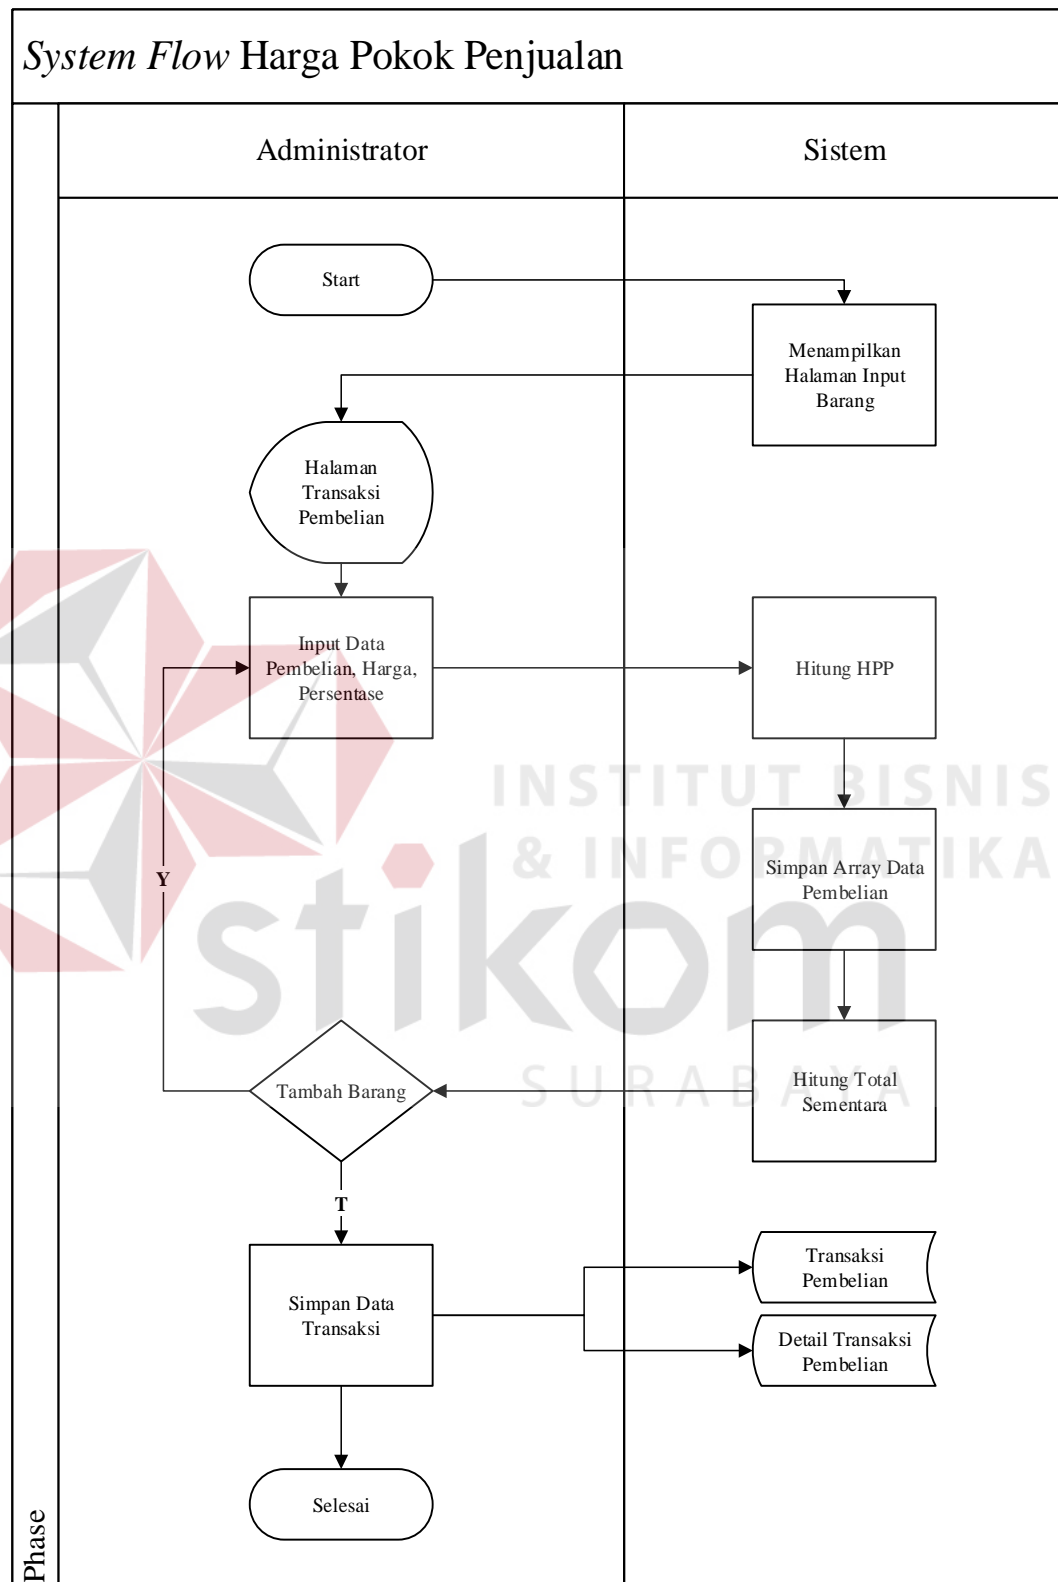 System Flow Harga Pokok Penjualan
Administrator
Sistem
Start
Menampilkan
Halaman Input
Barang
Halaman
Transaksi
Pembelian
Input Data
Pembelian, Harga,
Persentase
Hitung HPP
INSTITUT BISNIS
& INFORMATIKA
Simpan Array Data
Pembelian
Y
stikom
SURABAYA
Tambah Barang
Hitung Total
Sementara
T
Simpan Data
Transaksi
Transaksi
Pembelian
Detail Transaksi
Pembelian
Selesai
Phase